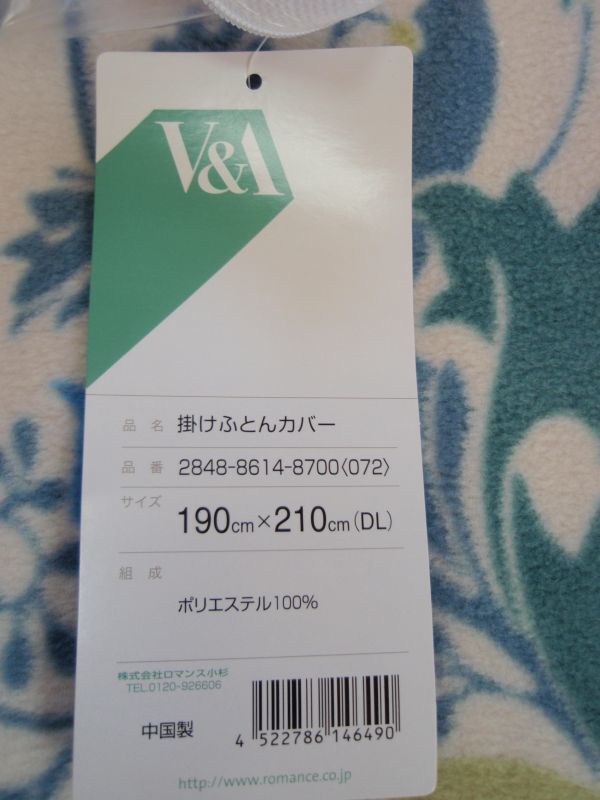 V&A
品名 掛けふとんカバー
品番 2848-8614-8700〈072〉
サイズ 190cm×210cm(DL)
組成
ポリエステル100%
株式会社ロマンス小杉
TEL.0120-926606
中国製
4 522786 146490
http://www.romance.co.jp